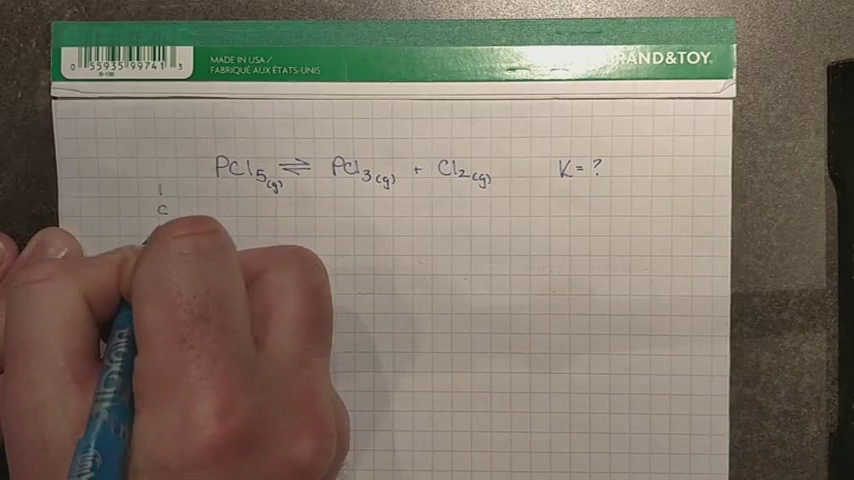 0 55935 99741 3
MADE IN USA /
FABRIQUÉ AUX ÉTATS-UNIS
RAND&TOY
PCl5(g) ⇌ PCl3(g) + Cl2(g) K = ?
I
C